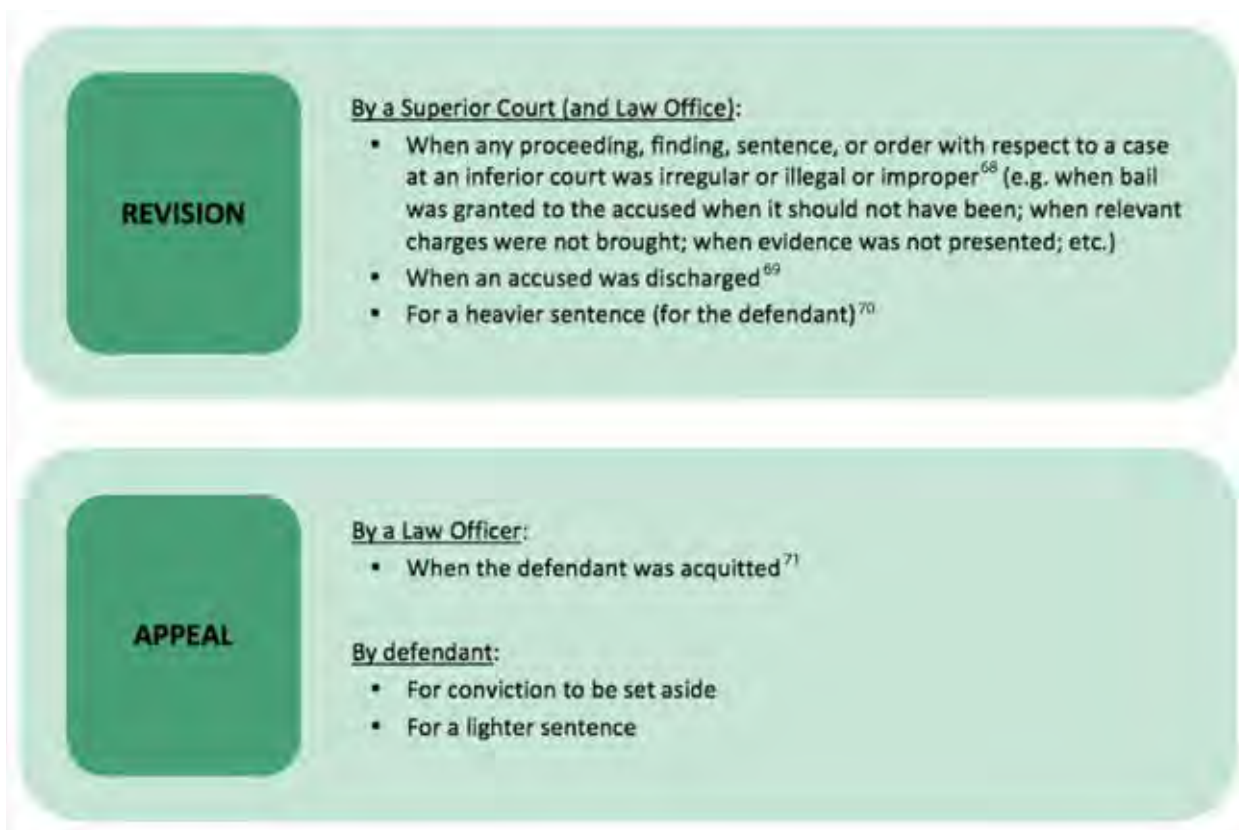 REVISION
By a Superior Court (and Law Office):
▪ When any proceeding, finding, sentence, or order with respect to a case
at an inferior court was irregular or illegal or improper⁶⁸ (e.g. when bail
was granted to the accused when it should not have been; when relevant
charges were not brought; when evidence was not presented; etc.)
▪ When an accused was discharged⁶⁹
▪ For a heavier sentence (for the defendant)⁷⁰
APPEAL
By a Law Officer:
▪ When the defendant was acquitted⁷¹
By defendant:
▪ For conviction to be set aside
▪ For a lighter sentence